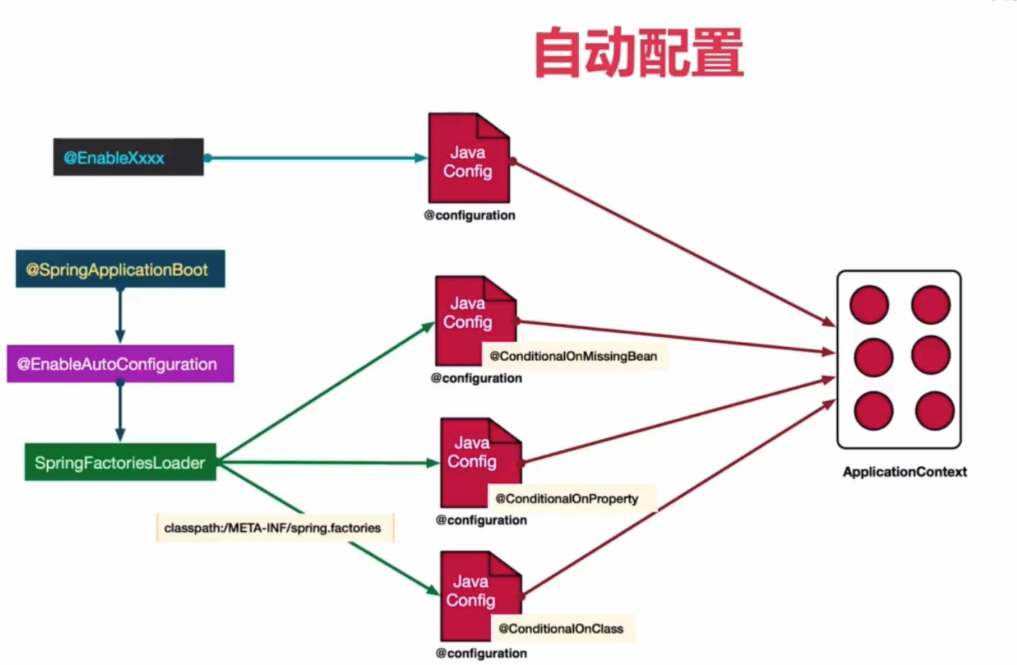 自动配置
@EnableXxxx
Java
Config
@configuration
@SpringApplicationBoot
@EnableAutoConfiguration
SpringFactoriesLoader
classpath:/META-INF/spring.factories
Java
Config
@ConditionalOnMissingBean
@configuration
Java
Config
@ConditionalOnProperty
@configuration
Java
Config
@ConditionalOnClass
@configuration
ApplicationContext